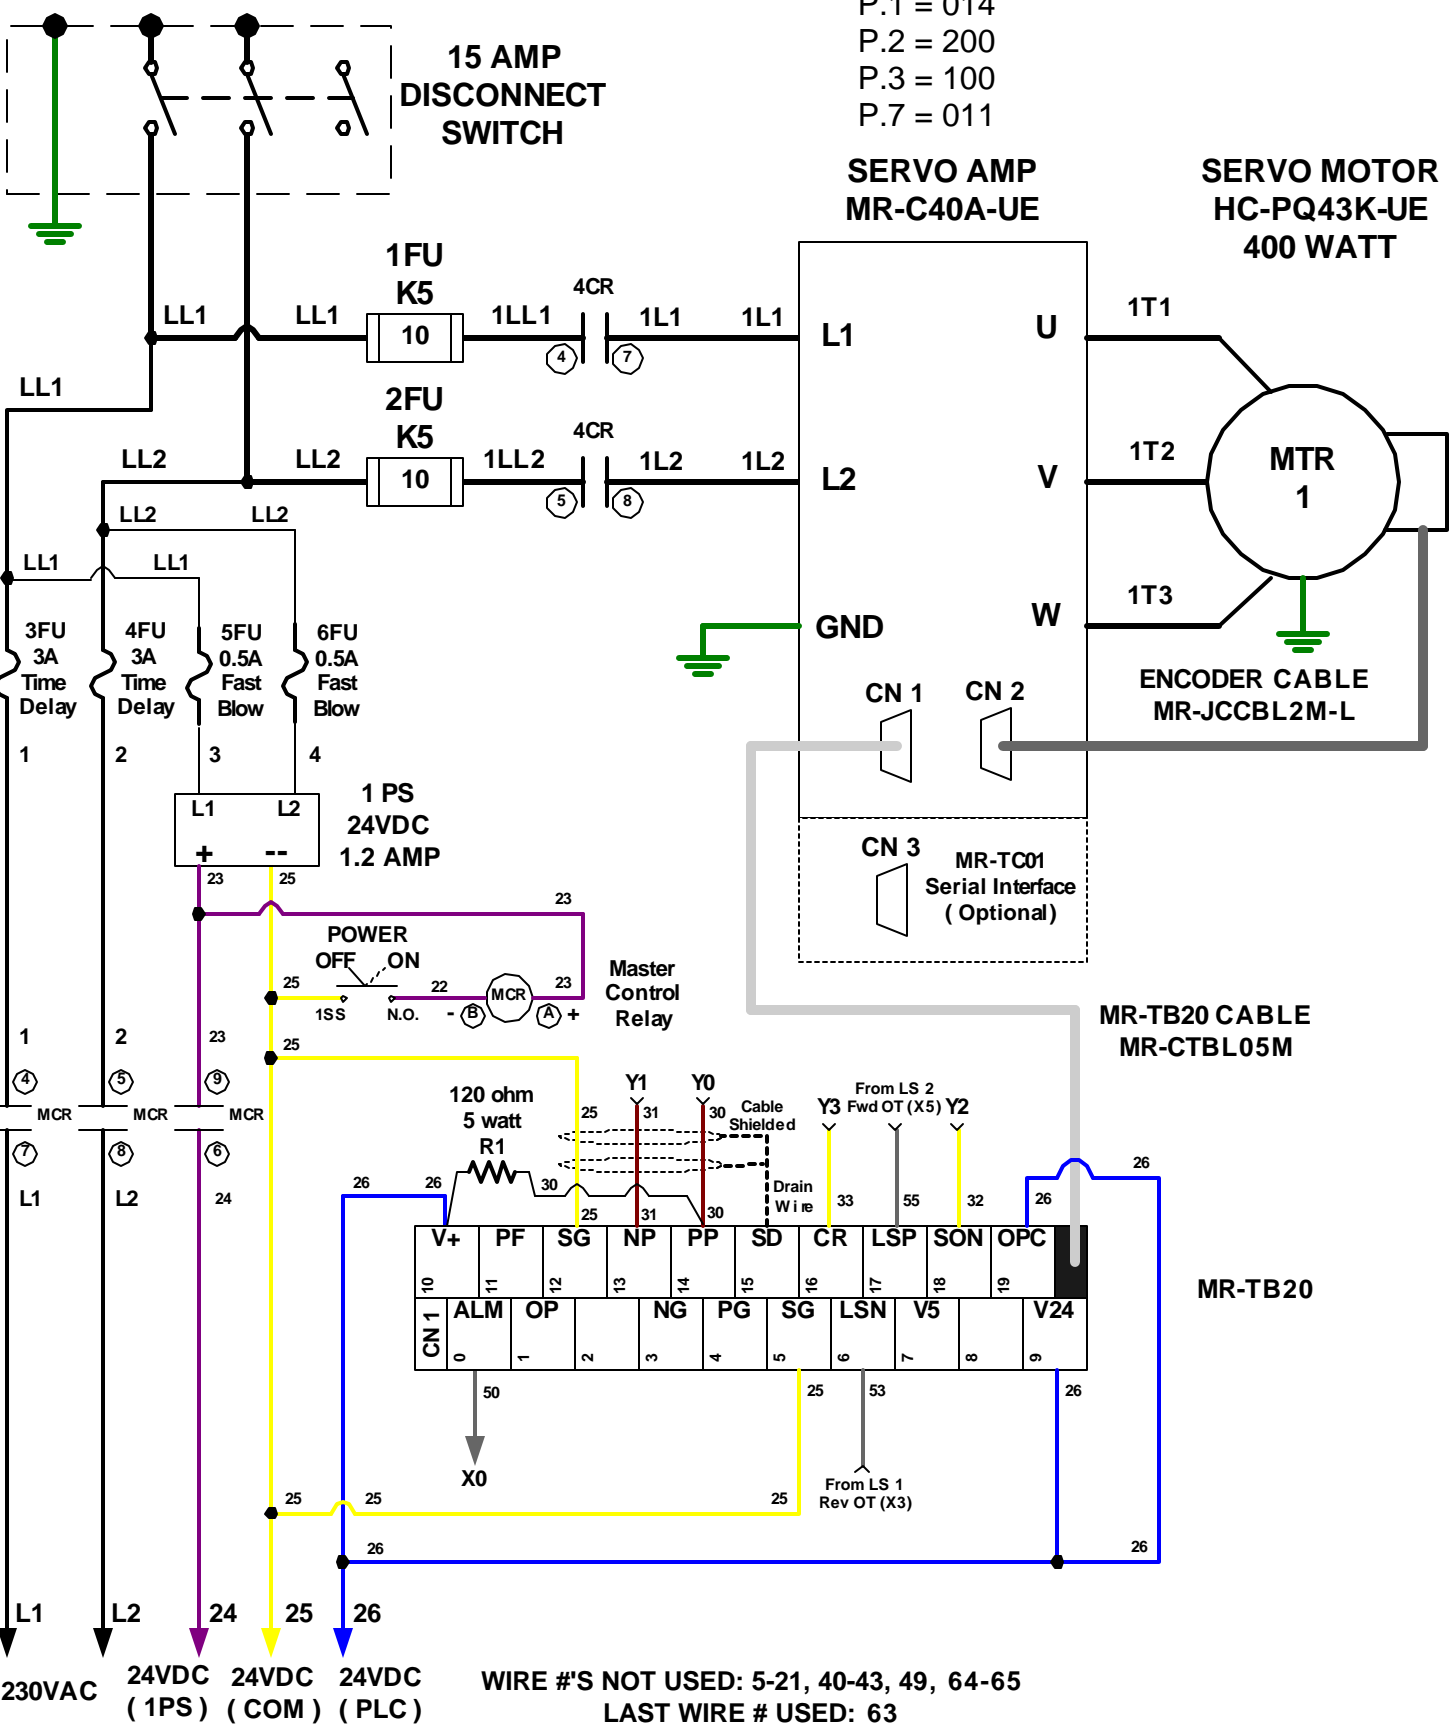 P.1 = 014
P.2 = 200
P.3 = 100
P.7 = 011
15 AMP
DISCONNECT
SWITCH
SERVO AMP
MR-C40A-UE
SERVO MOTOR
HC-PQ43K-UE
400 WATT
1FU
K5
10
LL1
LL1
1LL1
4CR
4
7
1L1
1L1
L1
U
1T1
LL1
2FU
K5
10
LL2
LL2
1LL2
4CR
5
8
1L2
1L2
L2
V
1T2
MTR
1
LL2
LL2
LL1
LL1
3FU
3A
Time
Delay
4FU
3A
Time
Delay
5FU
0.5A
Fast
Blow
6FU
0.5A
Fast
Blow
GND
W
1T3
ENCODER CABLE
MR-JCCBL2M-L
CN 1
CN 2
1
2
3
4
L1
L2
+
--
1 PS
24VDC
1.2 AMP
CN 3
MR-TC01
Serial Interface
( Optional)
23
25
23
POWER
OFF
ON
25
1SS
N.O.
22
-
B
MCR
A
+
23
Master
Control
Relay
MR-TB20 CABLE
MR-CTBL05M
1
2
23
25
4
5
9
MCR
MCR
MCR
7
8
6
L1
L2
24
120 ohm
5 watt
R1
25
Y1
31
Y0
30
Cable
Shielded
Y3
From LS 2
Fwd OT (X5)
Y2
Drain
Wire
26
26
30
25
31
30
33
55
32
26
26
V+
PF
SG
NP
PP
SD
CR
LSP
SON
OPC
10
11
12
13
14
15
16
17
18
19
MR-TB20
CN 1
ALM
OP
NG
PG
SG
LSN
V5
V24
0
1
2
3
4
5
6
7
8
9
50
25
53
26
X0
From LS 1
Rev OT (X3)
25
25
25
26
26
L1
L2
24
25
26
230VAC
24VDC
( 1PS )
24VDC
( COM )
24VDC
( PLC )
WIRE #'S NOT USED: 5-21, 40-43, 49, 64-65
LAST WIRE # USED: 63